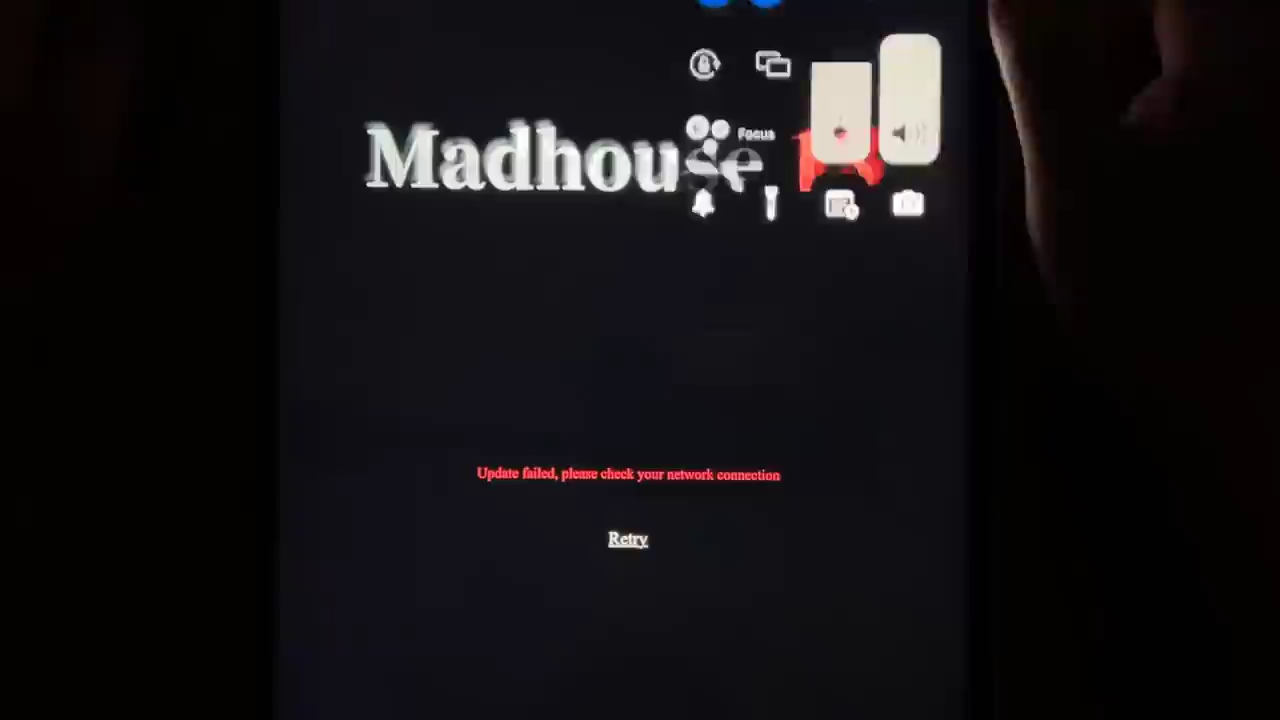 Focus
Madhouse
Update failed, please check your network connection
Retry